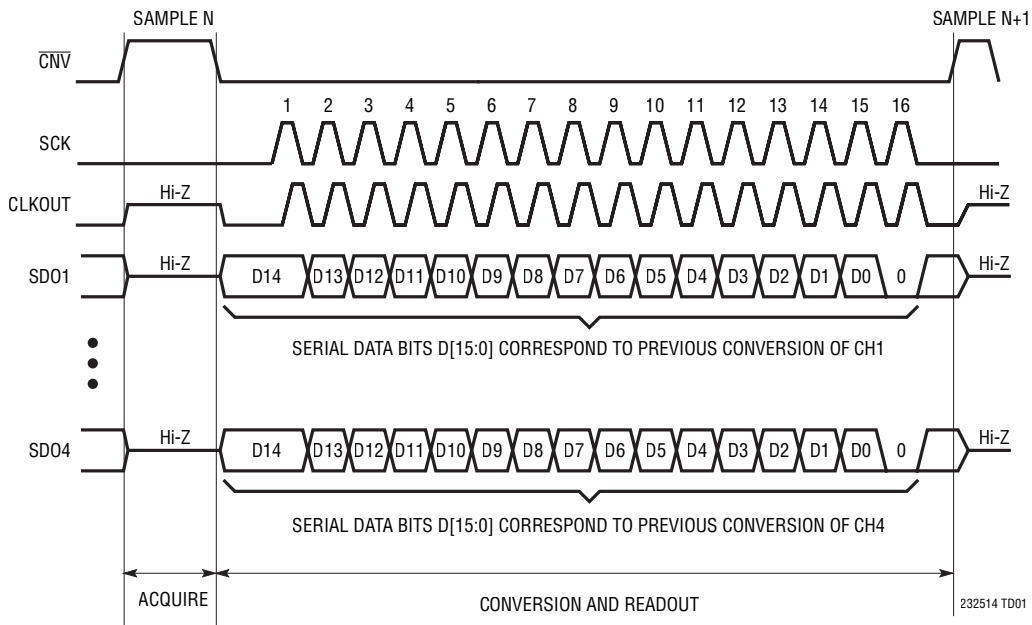 SAMPLE N
SAMPLE N+1
CNV
1 2 3 4 5 6 7 8 9 10 11 12 13 14 15 16
SCK
Hi-Z
CLKOUT
Hi-Z
SDO1
Hi-Z
D14 D13 D12 D11 D10 D9 D8 D7 D6 D5 D4 D3 D2 D1 D0 0
Hi-Z
SERIAL DATA BITS D[15:0] CORRESPOND TO PREVIOUS CONVERSION OF CH1
SDO4
Hi-Z
D14 D13 D12 D11 D10 D9 D8 D7 D6 D5 D4 D3 D2 D1 D0 0
Hi-Z
SERIAL DATA BITS D[15:0] CORRESPOND TO PREVIOUS CONVERSION OF CH4
ACQUIRE
CONVERSION AND READOUT
232514 TD01